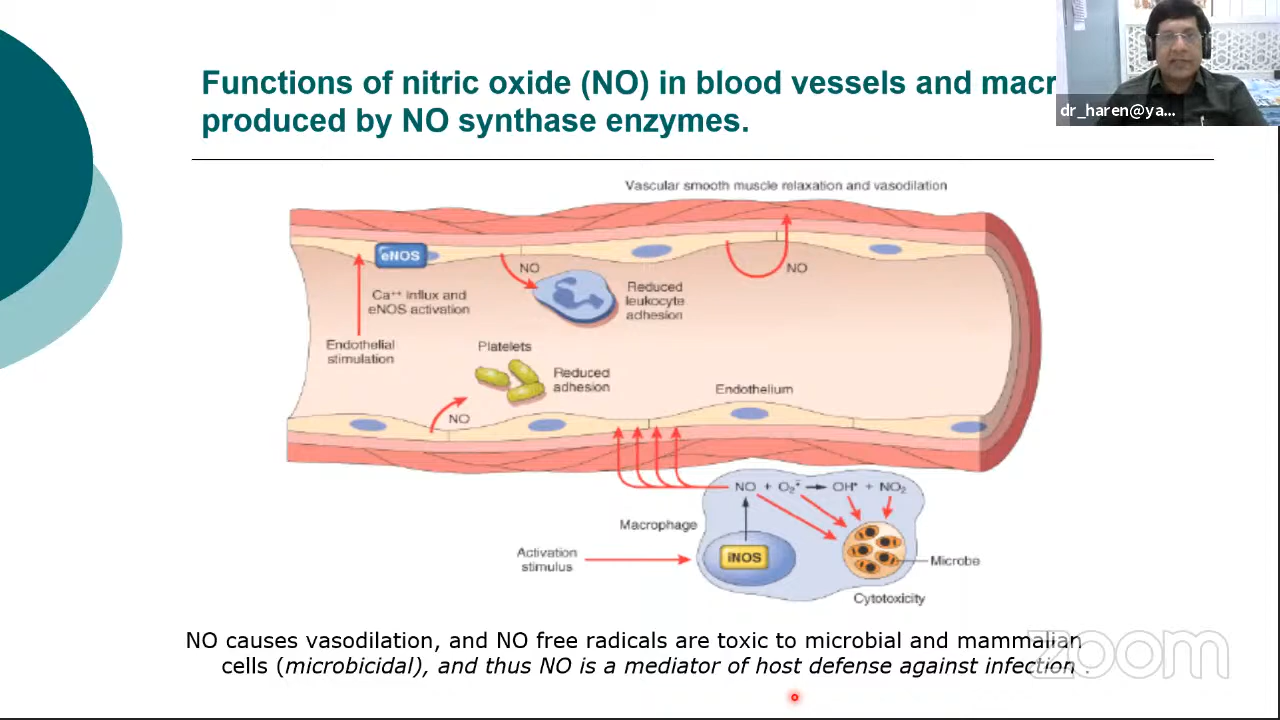 Functions of nitric oxide (NO) in blood vessels and macr
produced by NO synthase enzymes.
dr_haren@ya...
Vascular smooth muscle relaxation and vasodilation
eNOS
NO
NO
Ca++ influx and
eNOS activation
Reduced
leukocyte
adhesion
Endothelial
stimulation
Platelets
Reduced
adhesion
Endothelium
NO
NO + O2•̄ → OH• + NO2
Macrophage
Activation
stimulus
iNOS
Microbe
Cytotoxicity
NO causes vasodilation, and NO free radicals are toxic to microbial and mammalian
cells (microbicidal), and thus NO is a mediator of host defense against infection .
zoom